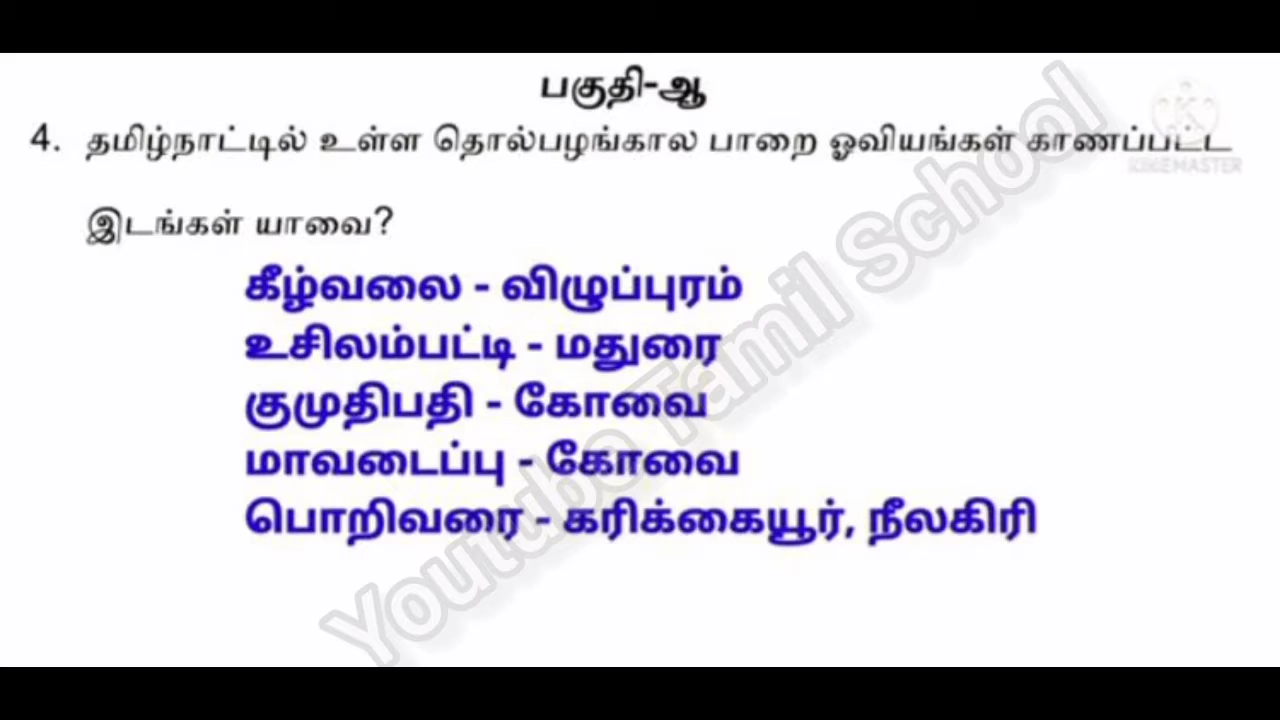 பகுதி-ஆ
4. தமிழ்நாட்டில் உள்ள தொல்பழங்கால பாறை ஓவியங்கள் காணப்பட்ட
இடங்கள் யாவை?
கீழ்வலை - விழுப்புரம்
உசிலம்பட்டி - மதுரை
குமுதிபதி - கோவை
மாவடைப்பு - கோவை
பொறிவரை - கரிக்கையூர், நீலகிரி
Youtube Tamil School
KINEMASTER